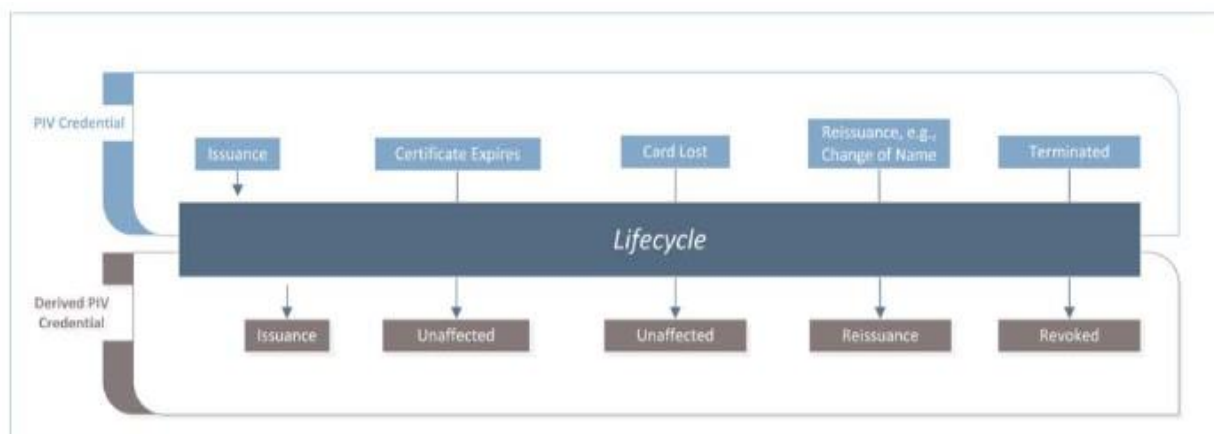 PIV Credential
Issuance
Certificate Expires
Card Lost
Reissuance, e.g.,
Change of Name
Terminated
Lifecycle
Derived PIV
Credential
Issuance
Unaffected
Unaffected
Reissuance
Revoked